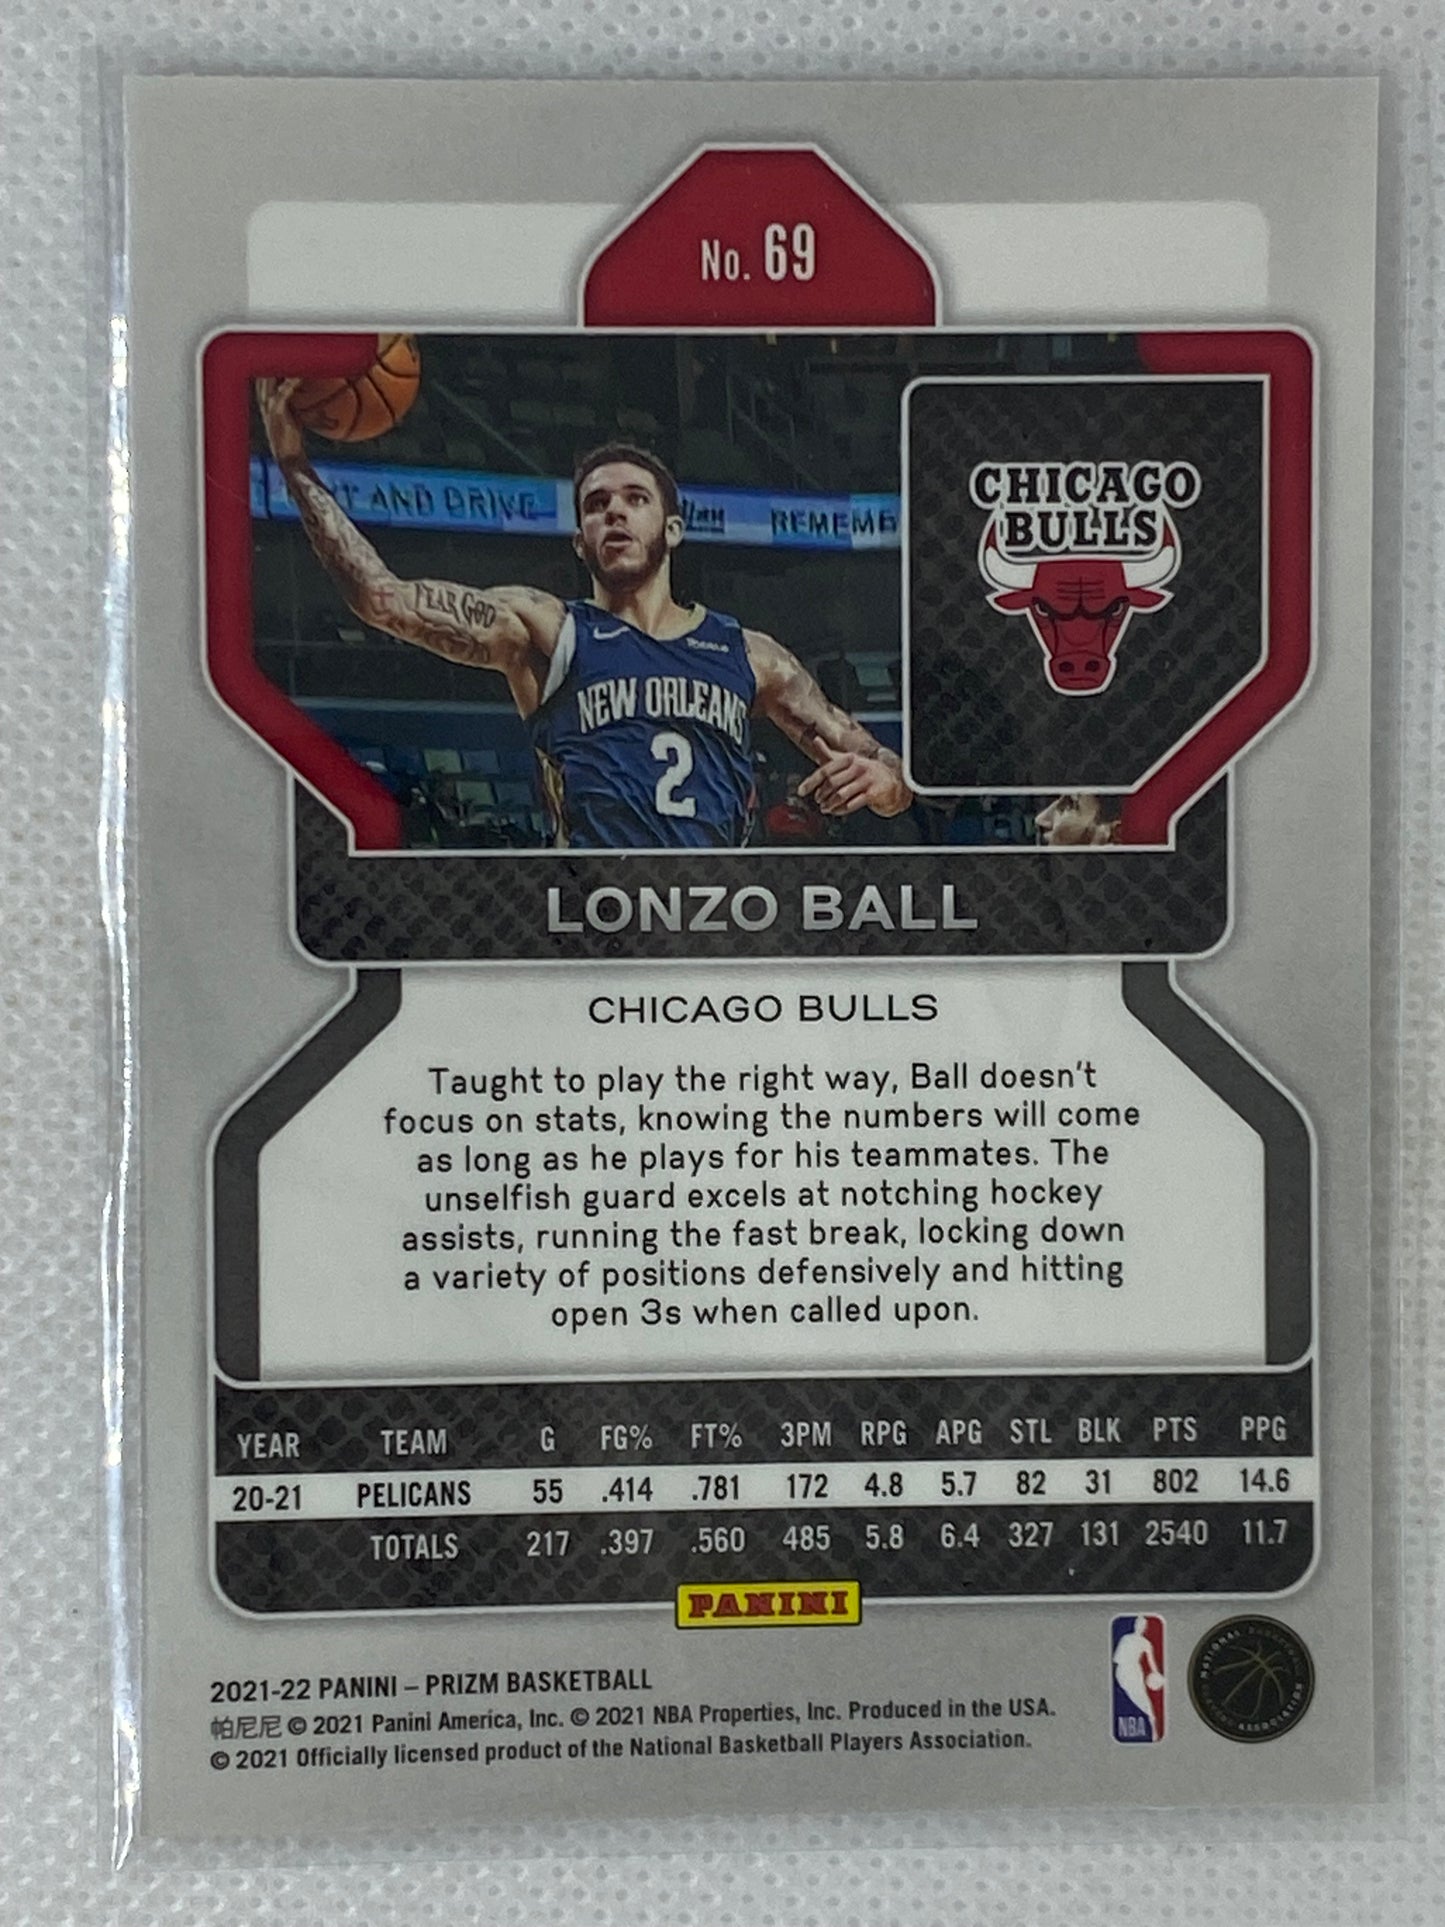 No. 69
AND DRIVE
REMEMB
FEAR GOD
NEW ORLEANS
2
CHICAGO
BULLS
LONZO BALL
CHICAGO BULLS
Taught to play the right way, Ball doesn't
focus on stats, knowing the numbers will come
as long as he plays for his teammates. The
unselfish guard excels at notching hockey
assists, running the fast break, locking down
a variety of positions defensively and hitting
open 3s when called upon.
YEAR TEAM G FG% FT% 3PM RPG APG STL BLK PTS PPG
20-21 PELICANS 55 .414 .781 172 4.8 5.7 82 31 802 14.6
TOTALS 217 .397 .560 485 5.8 6.4 327 131 2540 11.7
PANINI
2021-22 PANINI – PRIZM BASKETBALL
帕尼尼 © 2021 Panini America, Inc. © 2021 NBA Properties, Inc. Produced in the USA.
© 2021 Officially licensed product of the National Basketball Players Association.
NBA
NATIONAL BASKETBALL PLAYERS ASSOCIATION